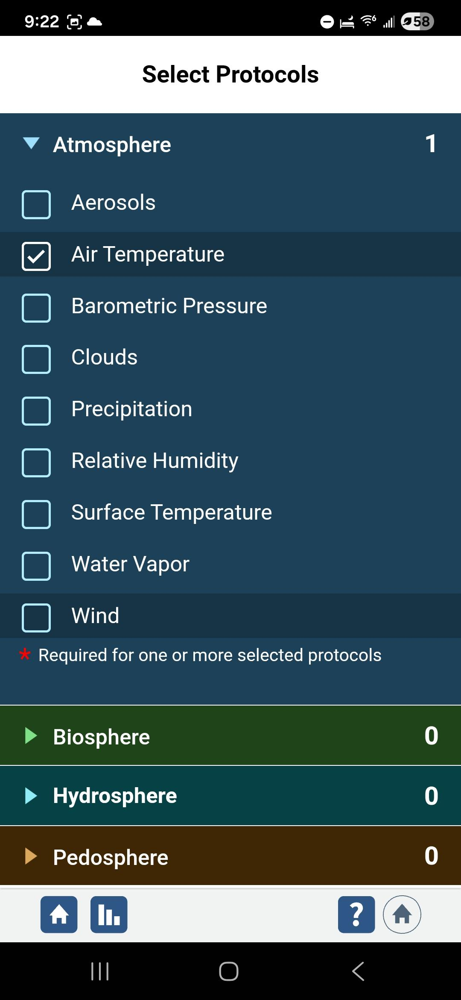 9:22
6
58
Select Protocols
Atmosphere 1
Aerosols
Air Temperature
Barometric Pressure
Clouds
Precipitation
Relative Humidity
Surface Temperature
Water Vapor
Wind
* Required for one or more selected protocols
Biosphere 0
Hydrosphere 0
Pedosphere 0
?